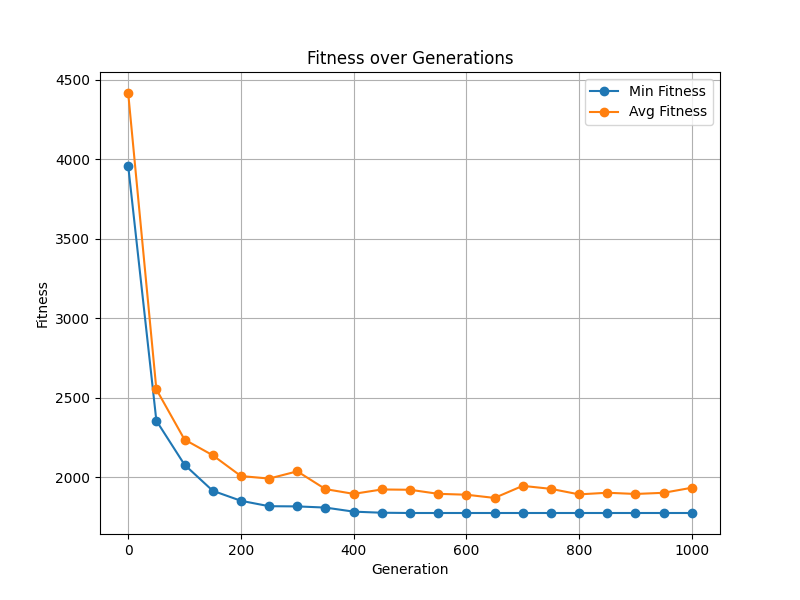 Fitness over Generations
4500
4000
3500
3000
2500
2000
Fitness
Min Fitness
Avg Fitness
0 200 400 600 800 1000
Generation